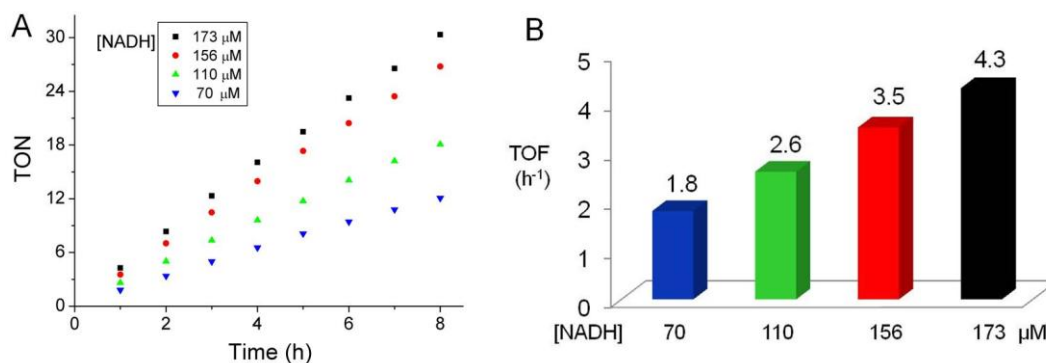 A
[NADH]
173 μM
156 μM
110 μM
70 μM
30
24
18
12
6
0
TON
0
2
4
6
8
Time (h)
B
5
4
3
2
1
0
TOF
(h⁻¹)
1.8
2.6
3.5
4.3
[NADH] 70 110 156 173 μM